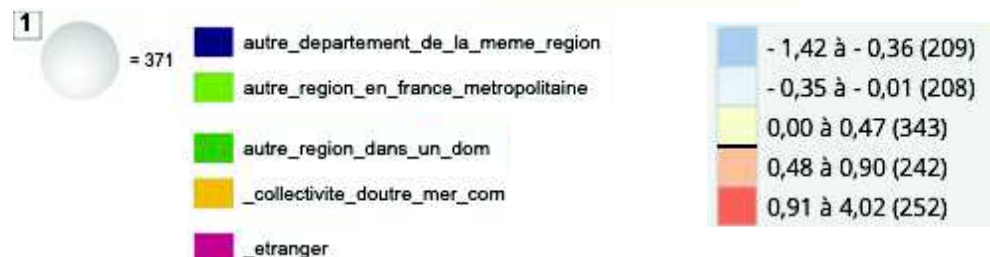 1
= 371
autre_departement_de_la_meme_region
autre_region_en_france_metropolitaine
autre_region_dans_un_dom
_collectivite_doutre_mer_com
_etranger
- 1,42 à - 0,36 (209)
- 0,35 à - 0,01 (208)
0,00 à 0,47 (343)
0,48 à 0,90 (242)
0,91 à 4,02 (252)